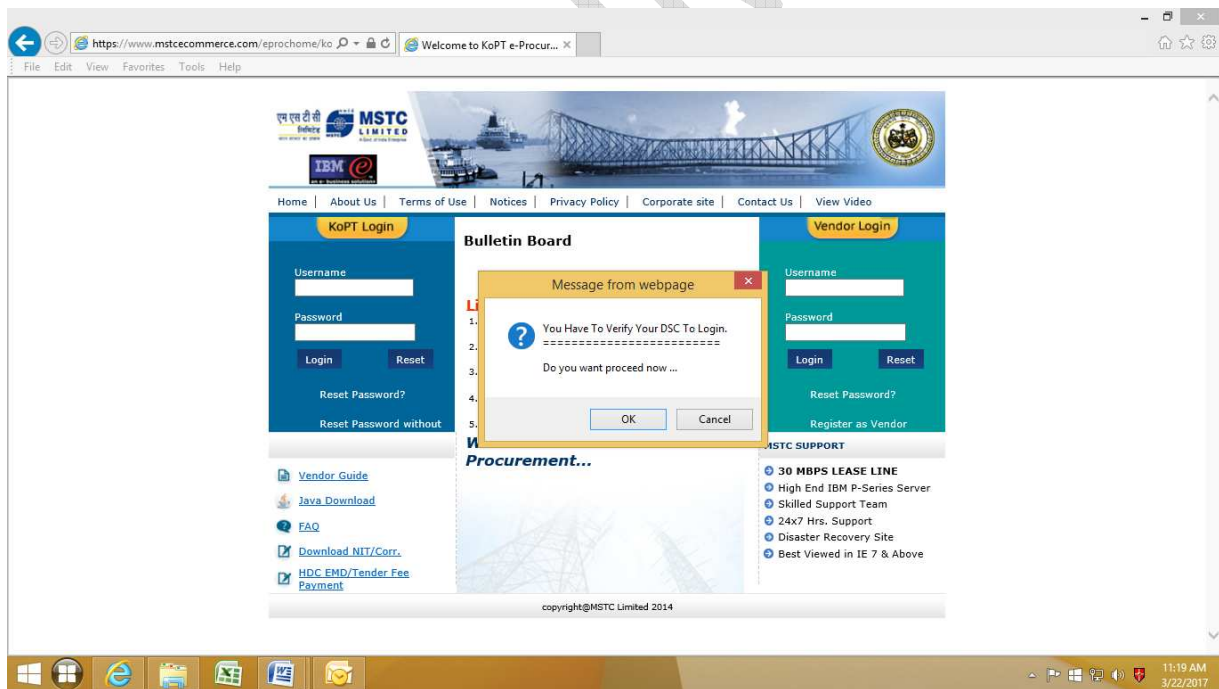 https://www.mstcecommerce.com/eprochome/ko
Welcome to KoPT e-Procur...
File Edit View Favorites Tools Help
एम एस टी सी
लिमिटेड
MSTC
LIMITED
IBM
Home | About Us | Terms of Use | Notices | Privacy Policy | Corporate site | Contact Us | View Video
KoPT Login
Username
Password
Login Reset
Reset Password?
Reset Password without
Bulletin Board
Li
1.
2.
3.
4.
5.
W
Procurement...
Message from webpage
You Have To Verify Your DSC To Login.
=========================
Do you want proceed now ...
OK Cancel
Vendor Login
Username
Password
Login Reset
Reset Password?
Register as Vendor
Vendor Guide
Java Download
FAQ
Download NIT/Corr.
HDC EMD/Tender Fee
Payment
MSTC SUPPORT
30 MBPS LEASE LINE
High End IBM P-Series Server
Skilled Support Team
24x7 Hrs. Support
Disaster Recovery Site
Best Viewed in IE 7 & Above
copyright@MSTC Limited 2014
11:19 AM
3/22/2017